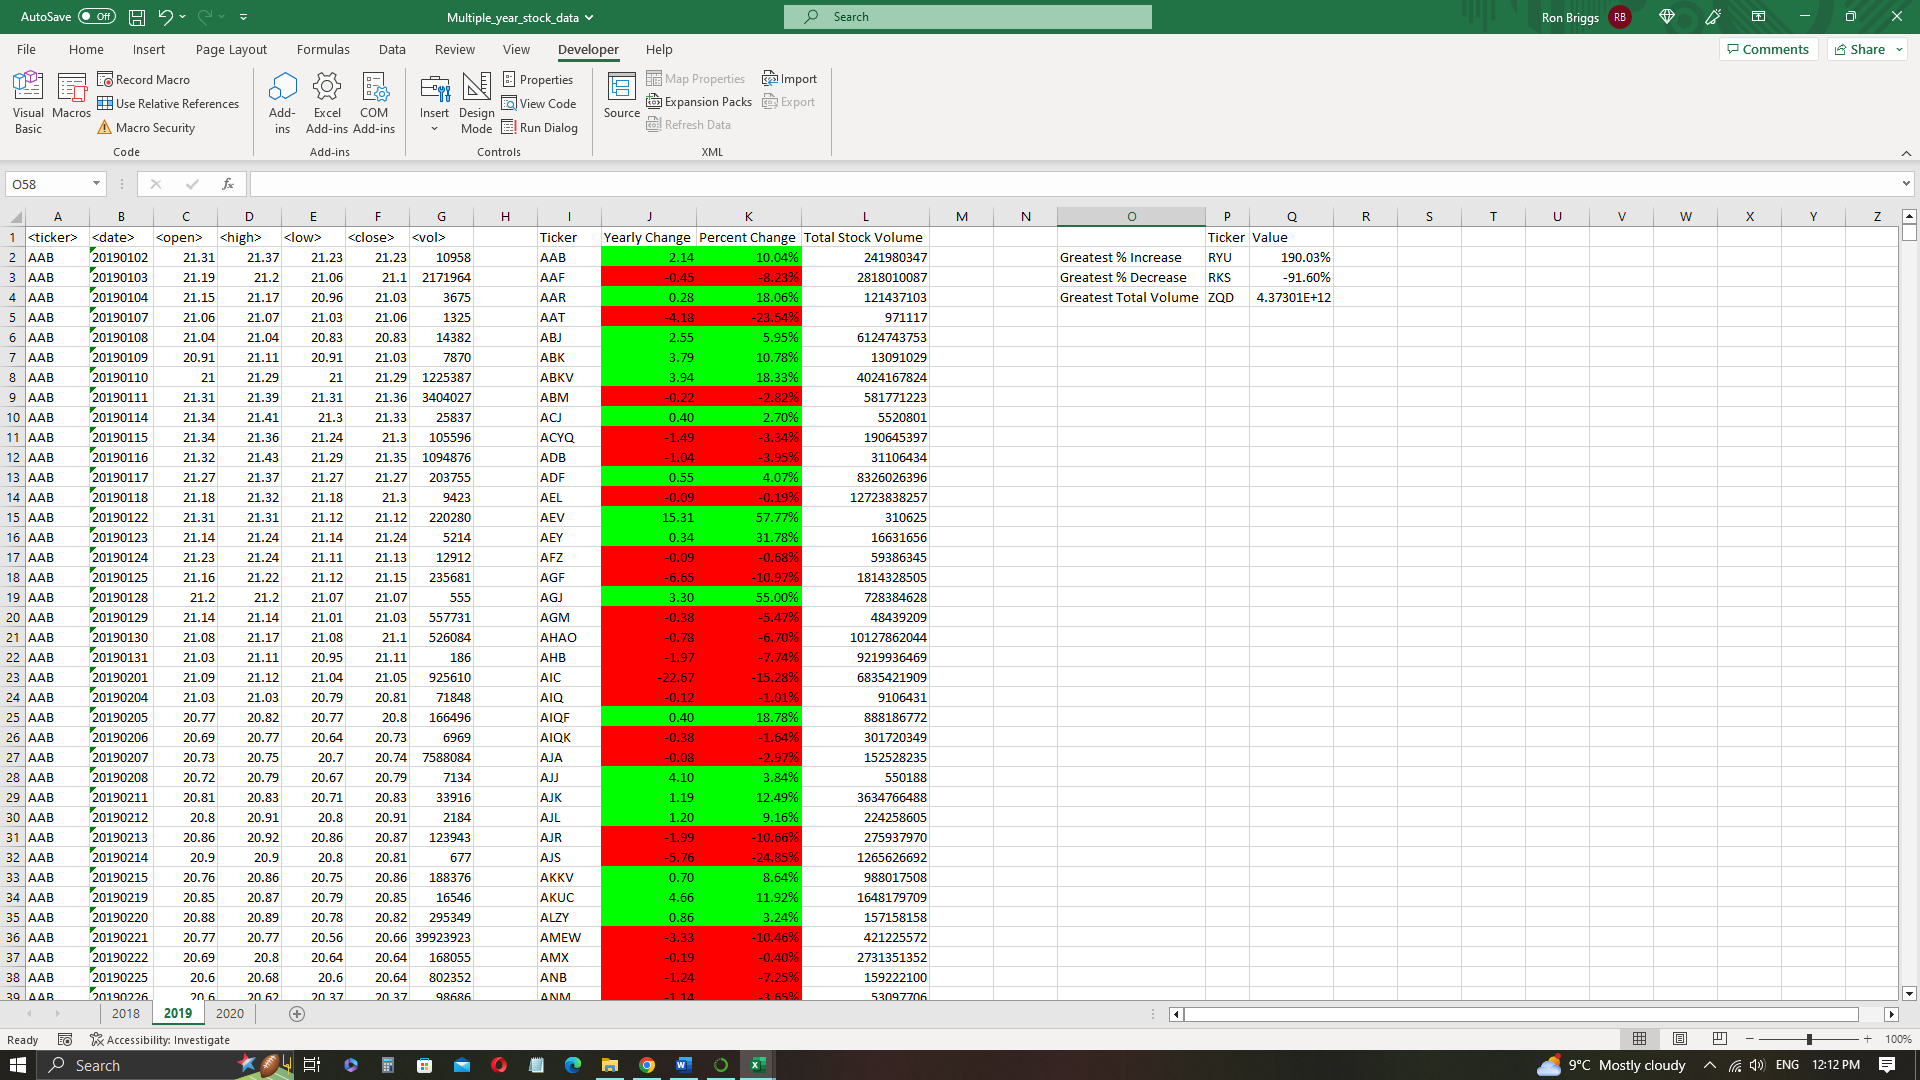 AutoSave Off Multiple_year_stock_data Search Ron Briggs RB
File Home Insert Page Layout Formulas Data Review View Developer Help Comments Share
Visual Basic Macros Record Macro Use Relative References Macro Security
Add-ins Excel Add-ins COM Add-ins
Insert Design Mode Properties View Code Run Dialog
Source Map Properties Expansion Packs Refresh Data Import Export
Code Add-ins Controls XML
O58 fx
A B C D E F G H I J K L M N O P Q R S T U V W X Y Z
1 <ticker> <date> <open> <high> <low> <close> <vol> Ticker Yearly Change Percent Change Total Stock Volume Ticker Value
2 AAB 20190102 21.31 21.37 21.23 21.23 10958 AAB 2.14 10.04% 241980347 Greatest % Increase RYU 190.03%
3 AAB 20190103 21.19 21.2 21.06 21.1 2171964 AAF -0.45 -8.23% 2818010087 Greatest % Decrease RKS -91.60%
4 AAB 20190104 21.15 21.17 20.96 21.03 3675 AAR 0.28 18.06% 121437103 Greatest Total Volume ZQD 4.37301E+12
5 AAB 20190107 21.06 21.07 21.03 21.06 1325 AAT -4.18 -23.54% 971117
6 AAB 20190108 21.04 21.04 20.83 20.83 14382 ABJ 2.55 5.95% 6124743753
7 AAB 20190109 20.91 21.11 20.91 21.03 7870 ABK 3.79 10.78% 13091029
8 AAB 20190110 21 21.29 21 21.29 1225387 ABKV 3.94 18.33% 4024167824
9 AAB 20190111 21.31 21.39 21.31 21.36 3404027 ABM -0.22 -2.82% 581771223
10 AAB 20190114 21.34 21.41 21.3 21.33 25837 ACJ 0.40 2.70% 5520801
11 AAB 20190115 21.34 21.36 21.24 21.3 105596 ACYQ -1.49 -3.34% 190645397
12 AAB 20190116 21.32 21.43 21.29 21.35 1094876 ADB -1.04 -3.95% 31106434
13 AAB 20190117 21.27 21.37 21.27 21.27 203755 ADF 0.55 4.07% 8326026396
14 AAB 20190118 21.18 21.32 21.18 21.3 9423 AEL -0.09 -0.19% 12723838257
15 AAB 20190122 21.31 21.31 21.12 21.12 220280 AEV 15.31 57.77% 310625
16 AAB 20190123 21.14 21.24 21.14 21.24 5214 AEY 0.34 31.78% 16631656
17 AAB 20190124 21.23 21.24 21.11 21.13 12912 AFZ -0.09 -0.68% 59386345
18 AAB 20190125 21.16 21.22 21.12 21.15 235681 AGF -6.65 -10.97% 1814328505
19 AAB 20190128 21.2 21.2 21.07 21.07 555 AGJ 3.30 55.00% 728384628
20 AAB 20190129 21.14 21.14 21.01 21.03 557731 AGM -0.38 -5.47% 48439209
21 AAB 20190130 21.08 21.17 21.08 21.1 526084 AHAO -0.78 -6.70% 10127862044
22 AAB 20190131 21.03 21.11 20.95 21.11 186 AHB -1.97 -7.74% 9219936469
23 AAB 20190201 21.09 21.12 21.04 21.05 925610 AIC -22.67 -15.28% 6835421909
24 AAB 20190204 21.03 21.03 20.79 20.81 71848 AIQ -0.12 -1.01% 9106431
25 AAB 20190205 20.77 20.82 20.77 20.8 166496 AIQF 0.40 18.78% 888186772
26 AAB 20190206 20.69 20.77 20.64 20.73 6969 AIQK -0.38 -1.64% 301720349
27 AAB 20190207 20.73 20.75 20.7 20.74 7588084 AJA -0.08 -2.97% 152528235
28 AAB 20190208 20.72 20.79 20.67 20.79 7134 AJJ 4.10 3.84% 550188
29 AAB 20190211 20.81 20.83 20.71 20.83 33916 AJK 1.19 12.49% 3634766488
30 AAB 20190212 20.8 20.91 20.8 20.91 2184 AJL 1.20 9.16% 224258605
31 AAB 20190213 20.86 20.92 20.86 20.87 123943 AJR -1.99 -10.66% 275937970
32 AAB 20190214 20.9 20.9 20.8 20.81 677 AJS -5.76 -24.85% 1265626692
33 AAB 20190215 20.76 20.86 20.75 20.86 188376 AKKV 0.70 8.64% 988017508
34 AAB 20190219 20.85 20.87 20.79 20.85 16546 AKUC 4.66 11.92% 1648179709
35 AAB 20190220 20.88 20.89 20.78 20.82 295349 ALZY 0.86 3.24% 157158158
36 AAB 20190221 20.77 20.77 20.56 20.66 39923923 AMEW -3.33 -10.46% 421225572
37 AAB 20190222 20.69 20.8 20.64 20.64 168055 AMX -0.19 -0.40% 2731351352
38 AAB 20190225 20.6 20.68 20.6 20.64 802352 ANB -1.24 -7.25% 159222100
39 AAB 20190226 20.6 20.62 20.37 20.37 98686 ANM -1.14 -3.65% 53097706
2018 2019 2020
Ready Accessibility: Investigate 100%
Search 9°C Mostly cloudy ENG 12:12 PM